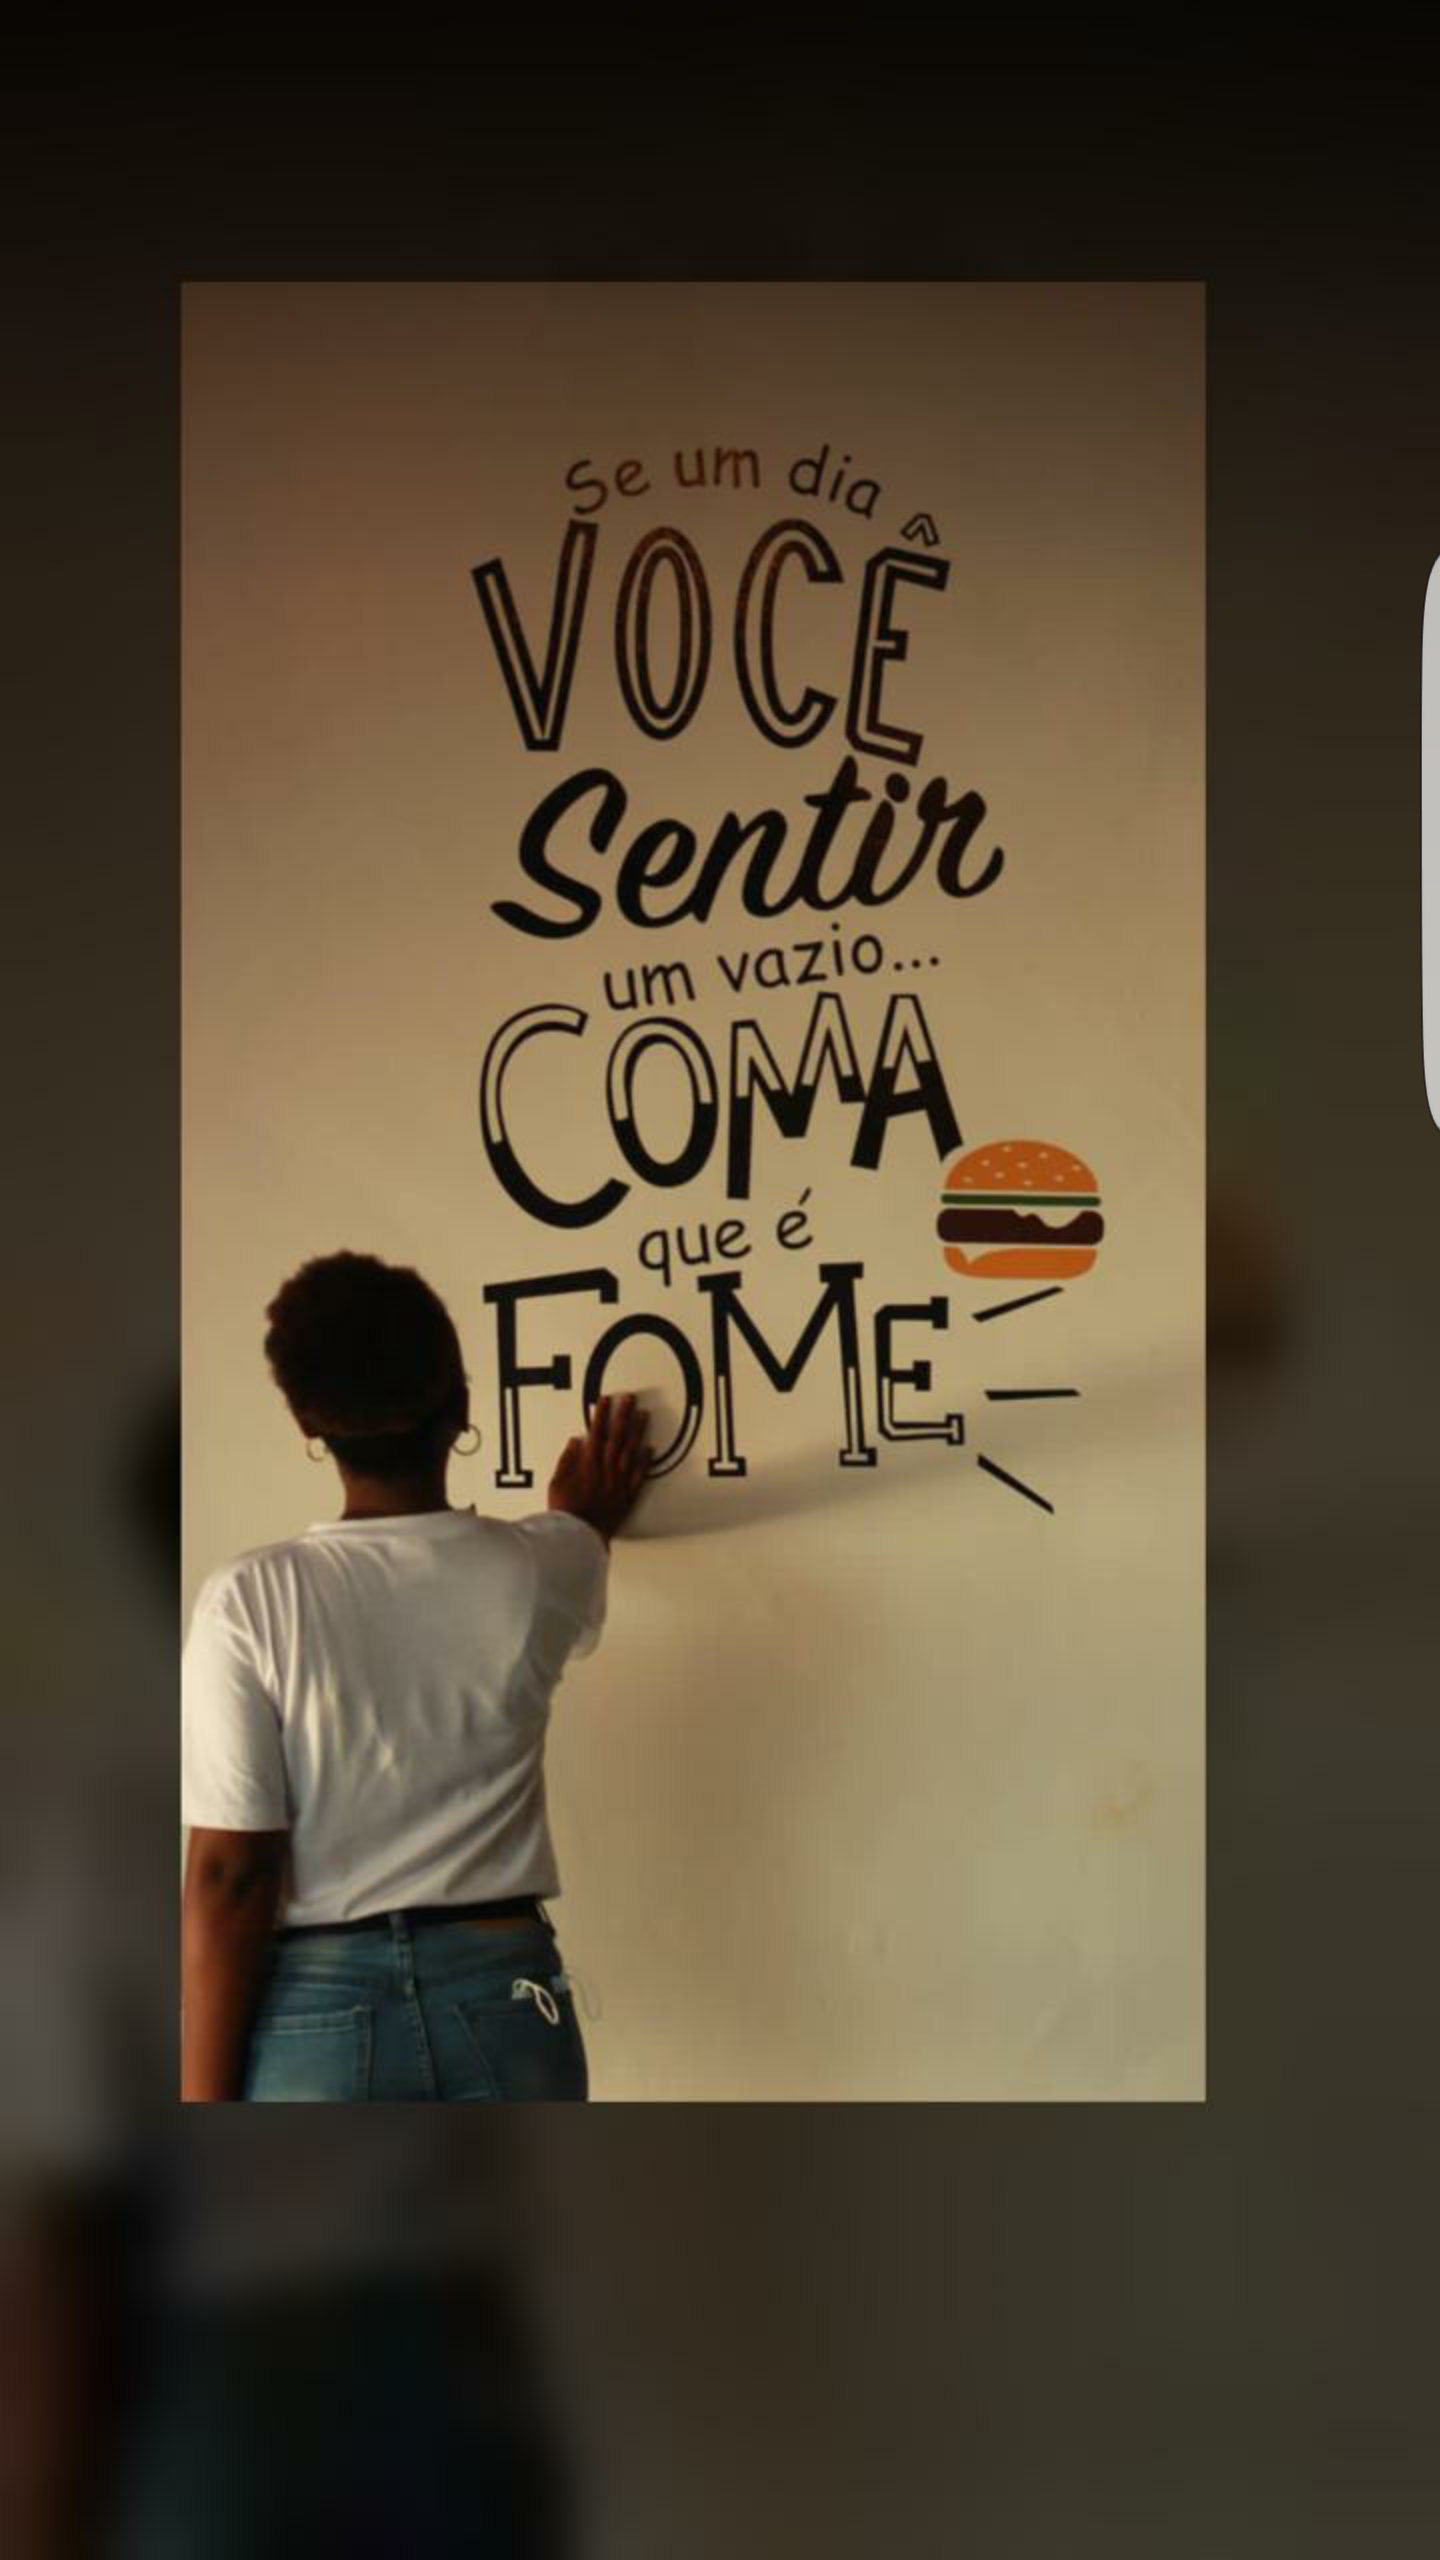 Se um dia
VOCÊ
Sentir
um vazio...
COMA
que é
FOME